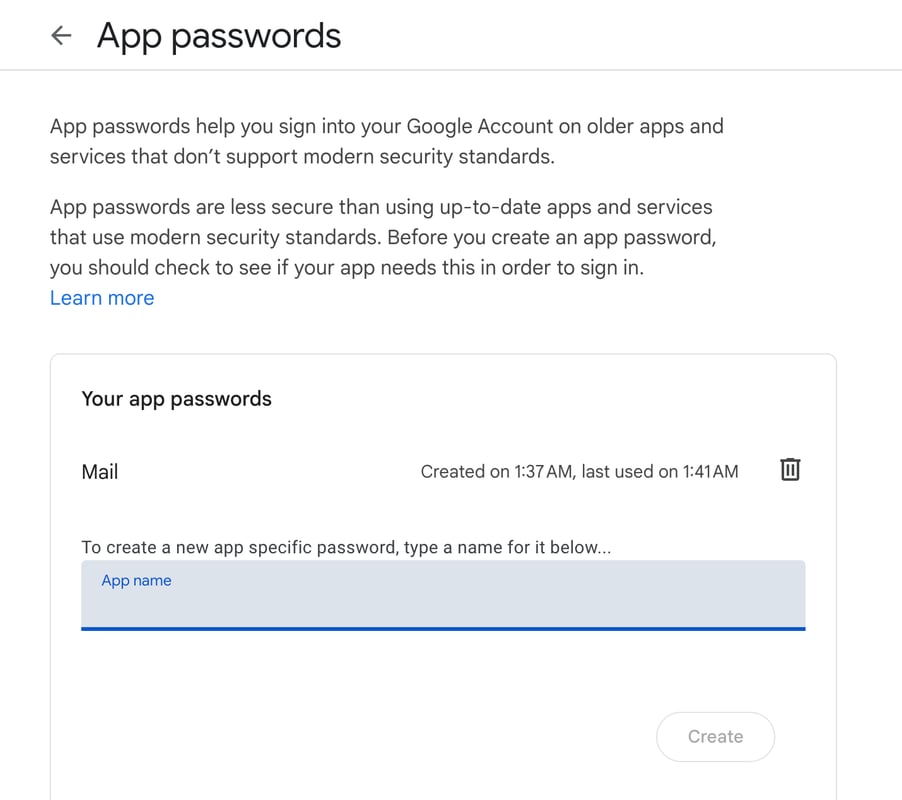 App passwords
App passwords help you sign into your Google Account on older apps and
services that don’t support modern security standards.
App passwords are less secure than using up-to-date apps and services
that use modern security standards. Before you create an app password,
you should check to see if your app needs this in order to sign in.
Learn more
Your app passwords
Mail Created on 1:37 AM, last used on 1:41 AM
To create a new app specific password, type a name for it below...
App name
Create